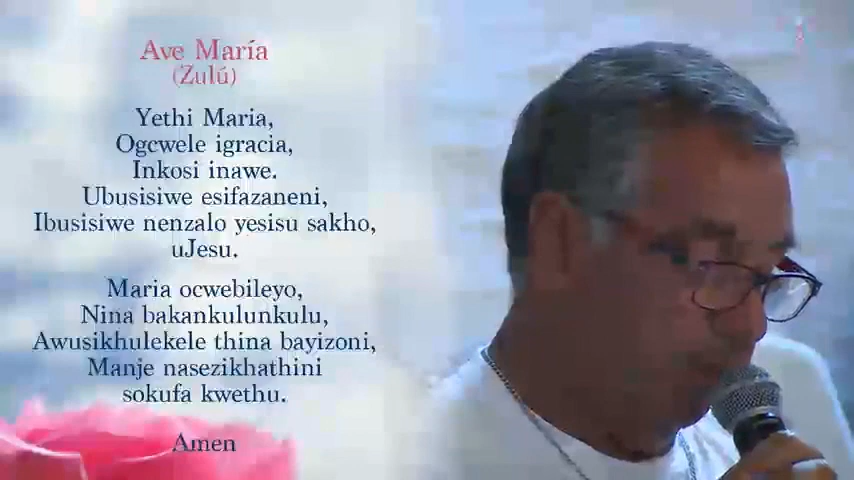 Ave María
(Zulú)
Yethi Maria,
Ogcwele igracia,
Inkosi inawe.
Ubusisiwe esifazaneni,
Ibusisiwe nenzalo yesisu sakho,
uJesu.
Maria ocwebileyo,
Nina bakankulunkulu,
Awusikhulekele thina bayizoni,
Manje nasezikhathini
sokufa kwethu.
Amen